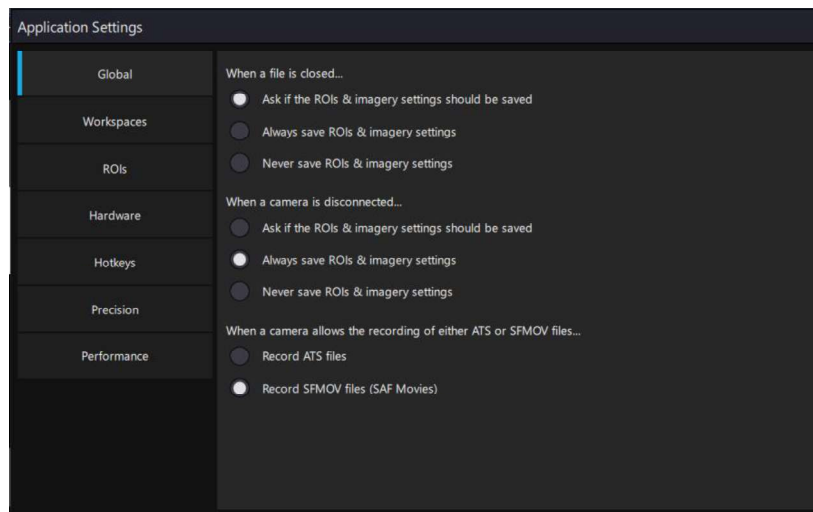 Application Settings
Global
Workspaces
ROIs
Hardware
Hotkeys
Precision
Performance
When a file is closed...
Ask if the ROIs & imagery settings should be saved
Always save ROIs & imagery settings
Never save ROIs & imagery settings
When a camera is disconnected...
Ask if the ROIs & imagery settings should be saved
Always save ROIs & imagery settings
Never save ROIs & imagery settings
When a camera allows the recording of either ATS or SFMOV files...
Record ATS files
Record SFMOV files (SAF Movies)